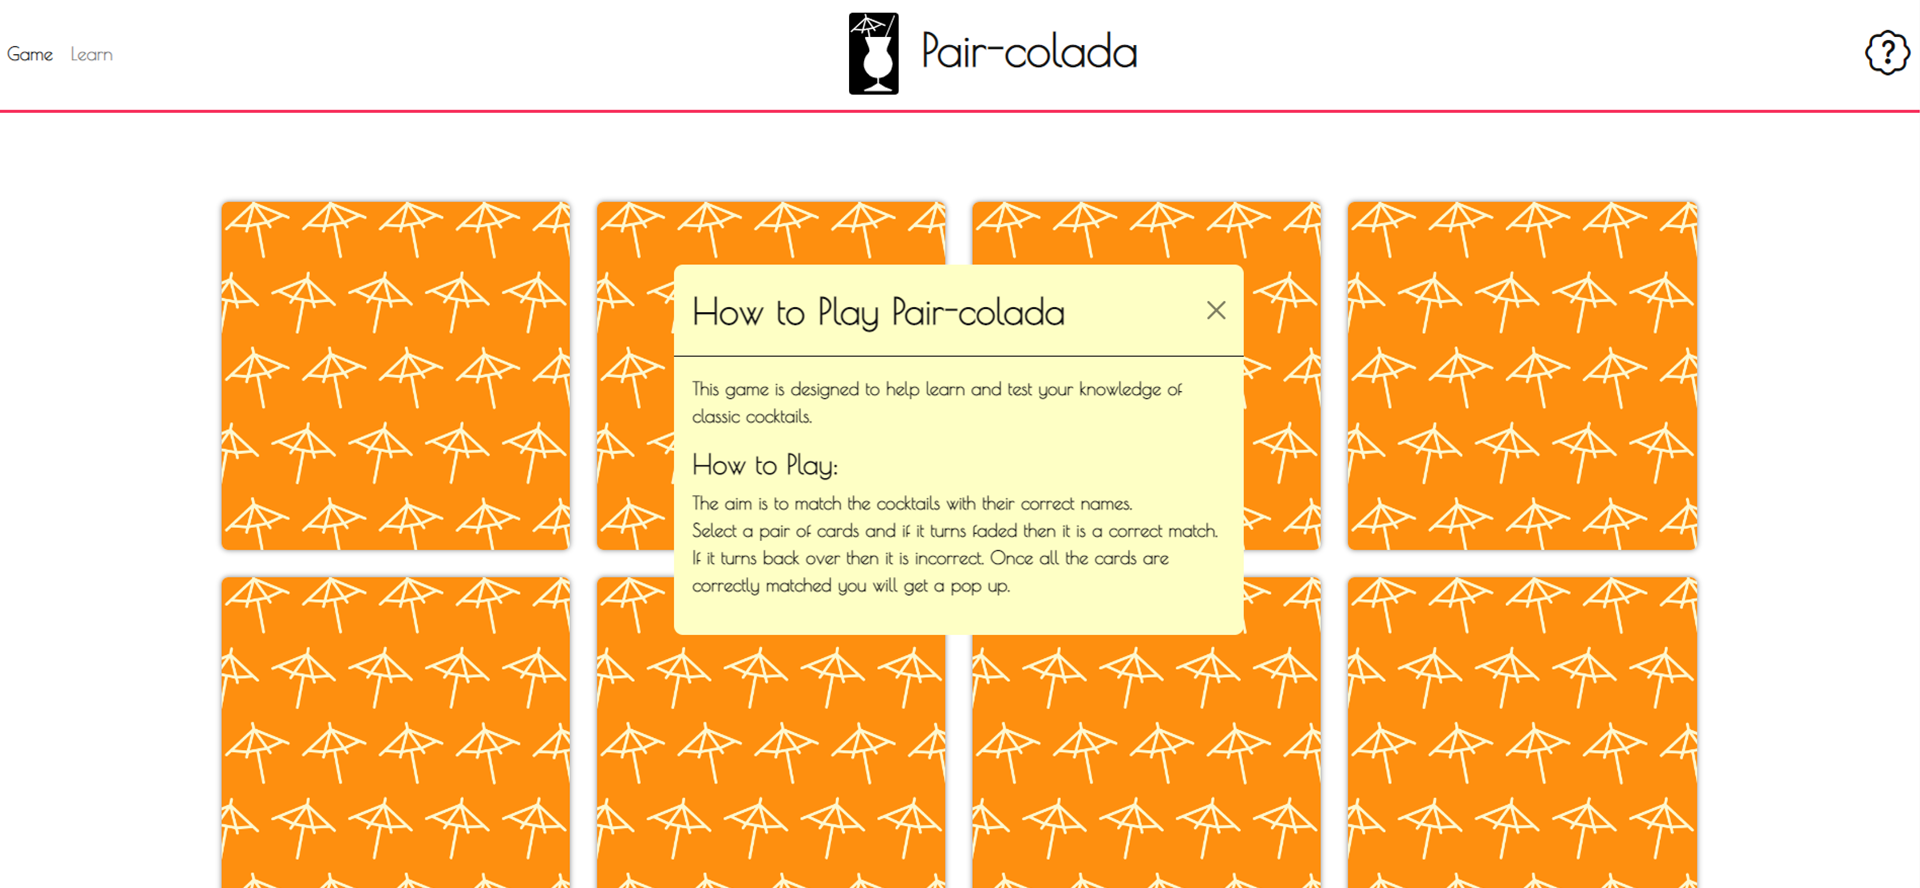 Game Learn
Pair-colada
?
How to Play Pair-colada
This game is designed to help learn and test your knowledge of
classic cocktails.
How to Play:
The aim is to match the cocktails with their correct names.
Select a pair of cards and if it turns faded then it is a correct match.
If it turns back over then it is incorrect. Once all the cards are
correctly matched you will get a pop up.